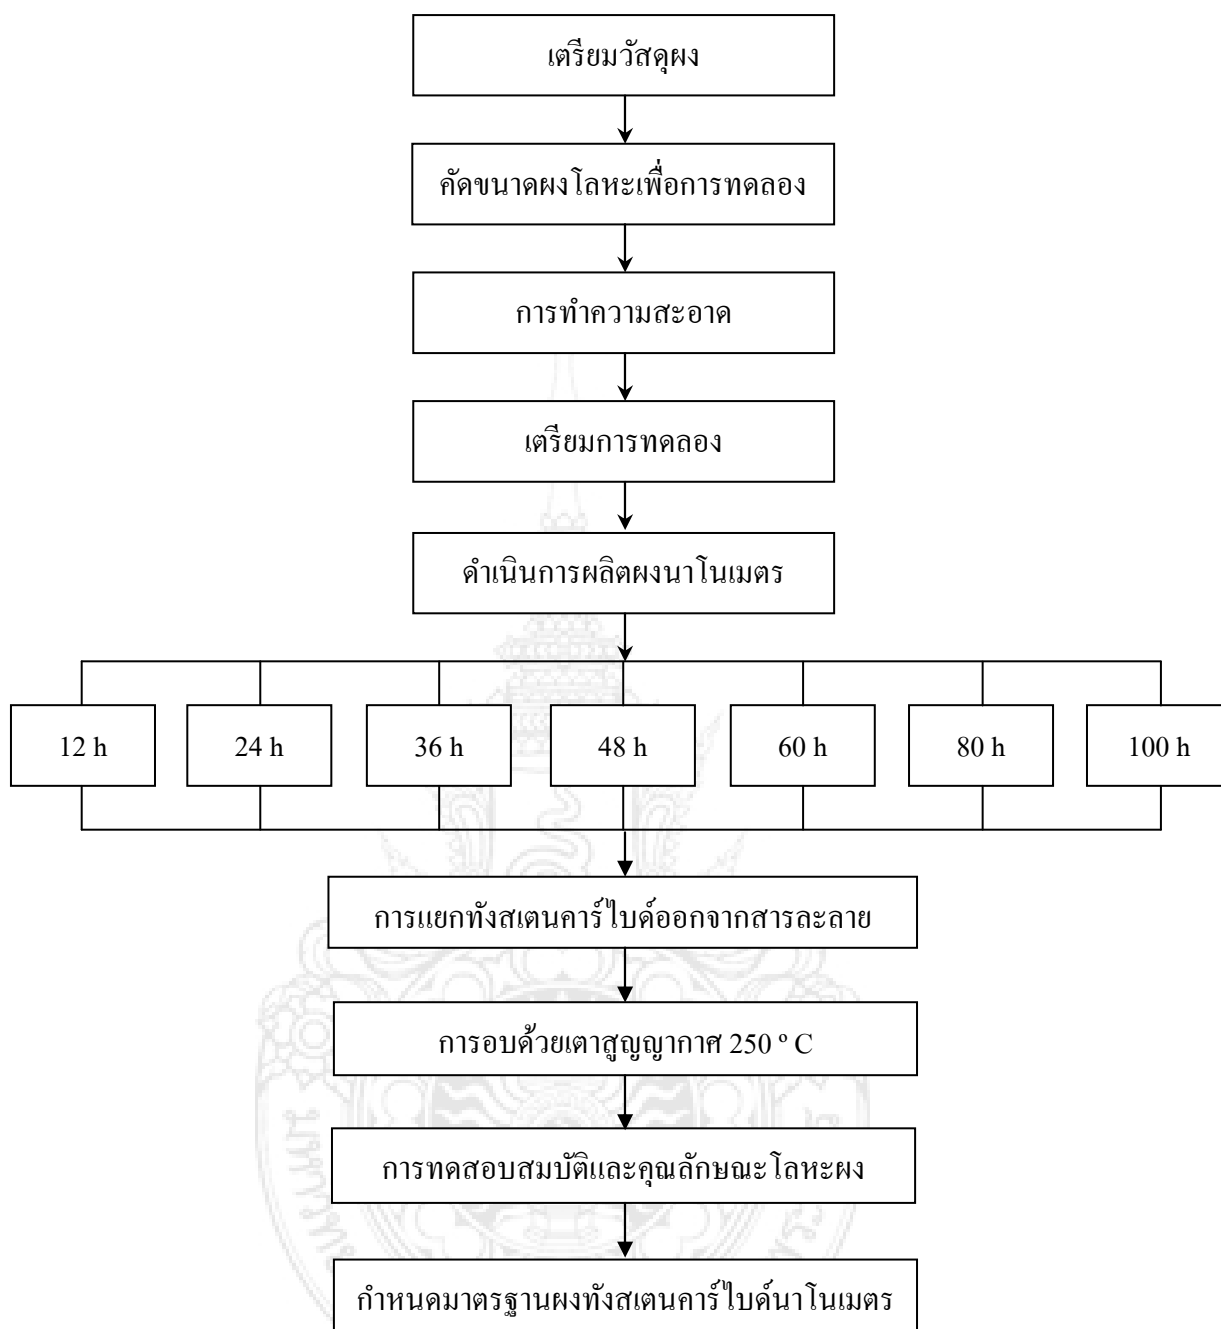 เตรียมวัสดุผง
คัดขนาดผงโลหะเพื่อการทดลอง
การทำความสะอาด
เตรียมการทดลอง
ดำเนินการผลิตผงนาโนเมตร
12 h 24 h 36 h 48 h 60 h 80 h 100 h
การแยกทังสเตนคาร์ไบด์ออกจากสารละลาย
การอบด้วยเตาสูญญากาศ 250 º C
การทดสอบสมบัติและคุณลักษณะโลหะผง
กำหนดมาตรฐานผงทังสเตนคาร์ไบด์นาโนเมตร